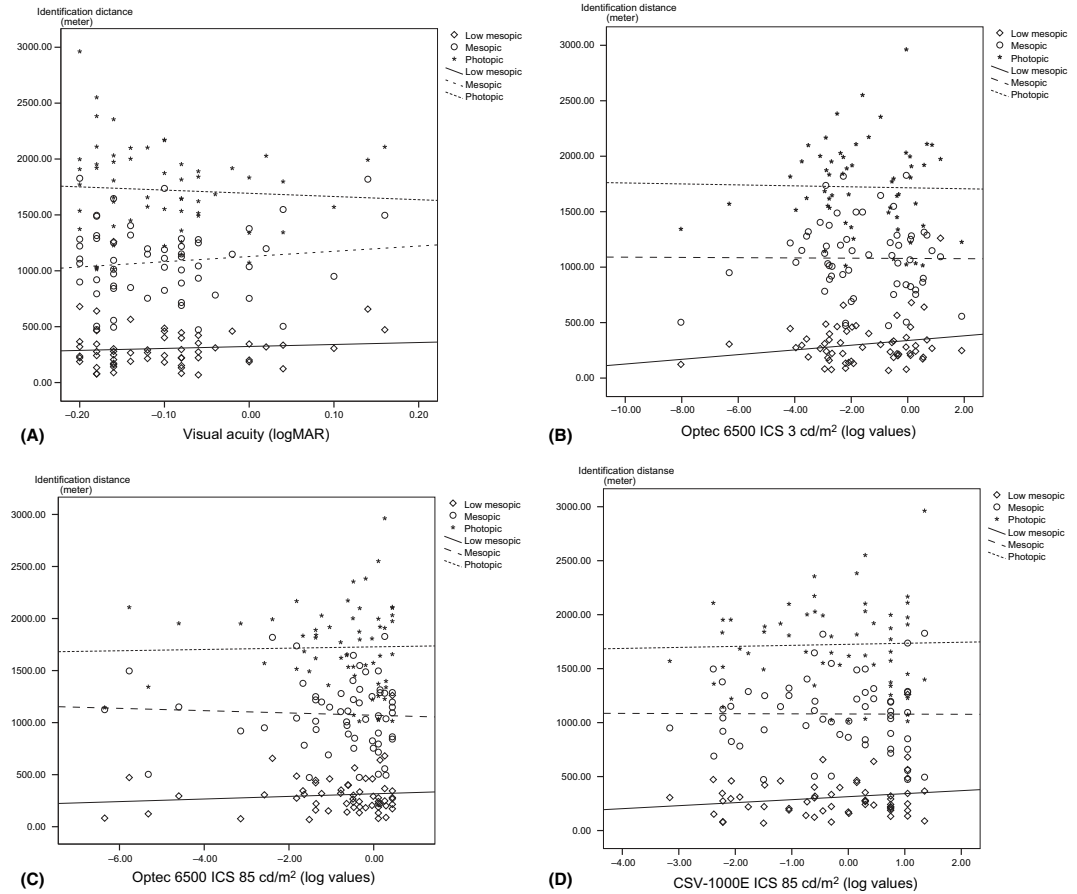 Identification distance
(meter)
3000.00
2500.00
2000.00
1500.00
1000.00
500.00
0.00
−0.20
−0.10
0.00
0.10
0.20
Low mesopic
Mesopic
Photopic
Low mesopic
Mesopic
Photopic
(A)
Visual acuity (logMAR)
Identification distance
(meter)
3000.00
2500.00
2000.00
1500.00
1000.00
500.00
0.00
−10.00
−8.00
−6.00
−4.00
−2.00
0.00
2.00
Low mesopic
Mesopic
Photopic
Low mesopic
Mesopic
Photopic
(B)
Optec 6500 ICS 3 cd/m² (log values)
Identification distance
(meter)
3000.00
2500.00
2000.00
1500.00
1000.00
500.00
0.00
−6.00
−4.00
−2.00
0.00
Low mesopic
Mesopic
Photopic
Low mesopic
Mesopic
Photopic
(C)
Optec 6500 ICS 85 cd/m² (log values)
Identification distanse
(meter)
3000.00
2500.00
2000.00
1500.00
1000.00
500.00
0.00
−4.00
−3.00
−2.00
−1.00
0.00
1.00
2.00
Low mesopic
Mesopic
Photopic
Low mesopic
Mesopic
Photopic
(D)
CSV-1000E ICS 85 cd/m² (log values)